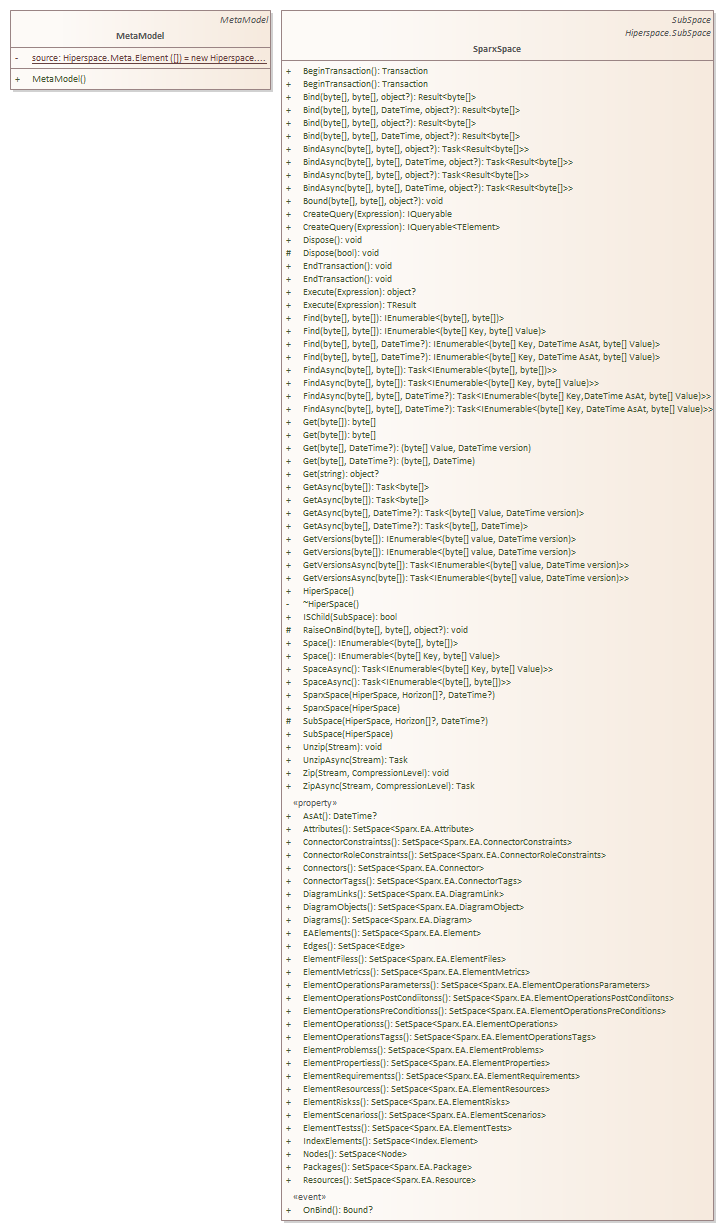 MetaModel
MetaModel
- source: Hiperspace.Meta.Element ([]) = new Hiperspace....
+ MetaModel()
SubSpace
Hiperspace.SubSpace
SparxSpace
+ BeginTransaction(): Transaction
+ BeginTransaction(): Transaction
+ Bind(byte[], byte[], object?): Result<byte[]>
+ Bind(byte[], byte[], DateTime, object?): Result<byte[]>
+ Bind(byte[], byte[], object?): Result<byte[]>
+ Bind(byte[], byte[], DateTime, object?): Result<byte[]>
+ BindAsync(byte[], byte[], object?): Task<Result<byte[]>>
+ BindAsync(byte[], byte[], DateTime, object?): Task<Result<byte[]>>
+ BindAsync(byte[], byte[], object?): Task<Result<byte[]>>
+ BindAsync(byte[], byte[], DateTime, object?): Task<Result<byte[]>>
+ Bound(byte[], byte[], object?): void
+ CreateQuery(Expression): IQueryable
+ CreateQuery(Expression): IQueryable<TElement>
+ Dispose(): void
# Dispose(bool): void
+ EndTransaction(): void
+ EndTransaction(): void
+ Execute(Expression): object?
+ Execute(Expression): TResult
+ Find(byte[], byte[]): IEnumerable<(byte[], byte[])>
+ Find(byte[], byte[]): IEnumerable<(byte[] Key, byte[] Value)>
+ Find(byte[], byte[], DateTime?): IEnumerable<(byte[] Key, DateTime AsAt, byte[] Value)>
+ Find(byte[], byte[], DateTime?): IEnumerable<(byte[] Key, DateTime AsAt, byte[] Value)>
+ FindAsync(byte[], byte[]): Task<IEnumerable<(byte[], byte[])>>
+ FindAsync(byte[], byte[]): Task<IEnumerable<(byte[] Key, byte[] Value)>>
+ FindAsync(byte[], byte[], DateTime?): Task<IEnumerable<(byte[] Key,DateTime AsAt, byte[] Value)>>
+ FindAsync(byte[], byte[], DateTime?): Task<IEnumerable<(byte[] Key, DateTime AsAt, byte[] Value)>>
+ Get(byte[]): byte[]
+ Get(byte[]): byte[]
+ Get(byte[], DateTime?): (byte[] Value, DateTime version)
+ Get(byte[], DateTime?): (byte[], DateTime)
+ Get(string): object?
+ GetAsync(byte[]): Task<byte[]>
+ GetAsync(byte[]): Task<byte[]>
+ GetAsync(byte[], DateTime?): Task<(byte[] Value, DateTime version)>
+ GetAsync(byte[], DateTime?): Task<(byte[], DateTime)>
+ GetVersions(byte[]): IEnumerable<(byte[] value, DateTime version)>
+ GetVersions(byte[]): IEnumerable<(byte[] value, DateTime version)>
+ GetVersionsAsync(byte[]): Task<IEnumerable<(byte[] value, DateTime version)>>
+ GetVersionsAsync(byte[]): Task<IEnumerable<(byte[] value, DateTime version)>>
+ HiperSpace()
- ~HiperSpace()
+ ISChild(SubSpace): bool
# RaiseOnBind(byte[], byte[], object?): void
+ Space(): IEnumerable<(byte[], byte[])>
+ Space(): IEnumerable<(byte[] Key, byte[] Value)>
+ SpaceAsync(): Task<IEnumerable<(byte[] Key, byte[] Value)>>
+ SpaceAsync(): Task<IEnumerable<(byte[], byte[])>>
+ SparxSpace(HiperSpace, Horizon[]?, DateTime?)
+ SparxSpace(HiperSpace)
# SubSpace(HiperSpace, Horizon[]?, DateTime?)
+ SubSpace(HiperSpace)
+ Unzip(Stream): void
+ UnzipAsync(Stream): Task
+ Zip(Stream, CompressionLevel): void
+ ZipAsync(Stream, CompressionLevel): Task
«property»
+ AsAt(): DateTime?
+ Attributes(): SetSpace<Sparx.EA.Attribute>
+ ConnectorConstraintss(): SetSpace<Sparx.EA.ConnectorConstraints>
+ ConnectorRoleConstraintss(): SetSpace<Sparx.EA.ConnectorRoleConstraints>
+ Connectors(): SetSpace<Sparx.EA.Connector>
+ ConnectorTagss(): SetSpace<Sparx.EA.ConnectorTags>
+ DiagramLinks(): SetSpace<Sparx.EA.DiagramLink>
+ DiagramObjects(): SetSpace<Sparx.EA.DiagramObject>
+ Diagrams(): SetSpace<Sparx.EA.Diagram>
+ EAElements(): SetSpace<Sparx.EA.Element>
+ Edges(): SetSpace<Edge>
+ ElementFiless(): SetSpace<Sparx.EA.ElementFiles>
+ ElementMetricss(): SetSpace<Sparx.EA.ElementMetrics>
+ ElementOperationsParameterss(): SetSpace<Sparx.EA.ElementOperationsParameters>
+ ElementOperationsPostCondiitonss(): SetSpace<Sparx.EA.ElementOperationsPostCondiitons>
+ ElementOperationsPreConditionss(): SetSpace<Sparx.EA.ElementOperationsPreConditions>
+ ElementOperationss(): SetSpace<Sparx.EA.ElementOperations>
+ ElementOperationsTagss(): SetSpace<Sparx.EA.ElementOperationsTags>
+ ElementProblemss(): SetSpace<Sparx.EA.ElementProblems>
+ ElementPropertiess(): SetSpace<Sparx.EA.ElementProperties>
+ ElementRequirementss(): SetSpace<Sparx.EA.ElementRequirements>
+ ElementResourcess(): SetSpace<Sparx.EA.ElementResources>
+ ElementRiskss(): SetSpace<Sparx.EA.ElementRisks>
+ ElementScenarioss(): SetSpace<Sparx.EA.ElementScenarios>
+ ElementTestss(): SetSpace<Sparx.EA.ElementTests>
+ IndexElements(): SetSpace<Index.Element>
+ Nodes(): SetSpace<Node>
+ Packages(): SetSpace<Sparx.EA.Package>
+ Resources(): SetSpace<Sparx.EA.Resource>
«event»
+ OnBind(): Bound?